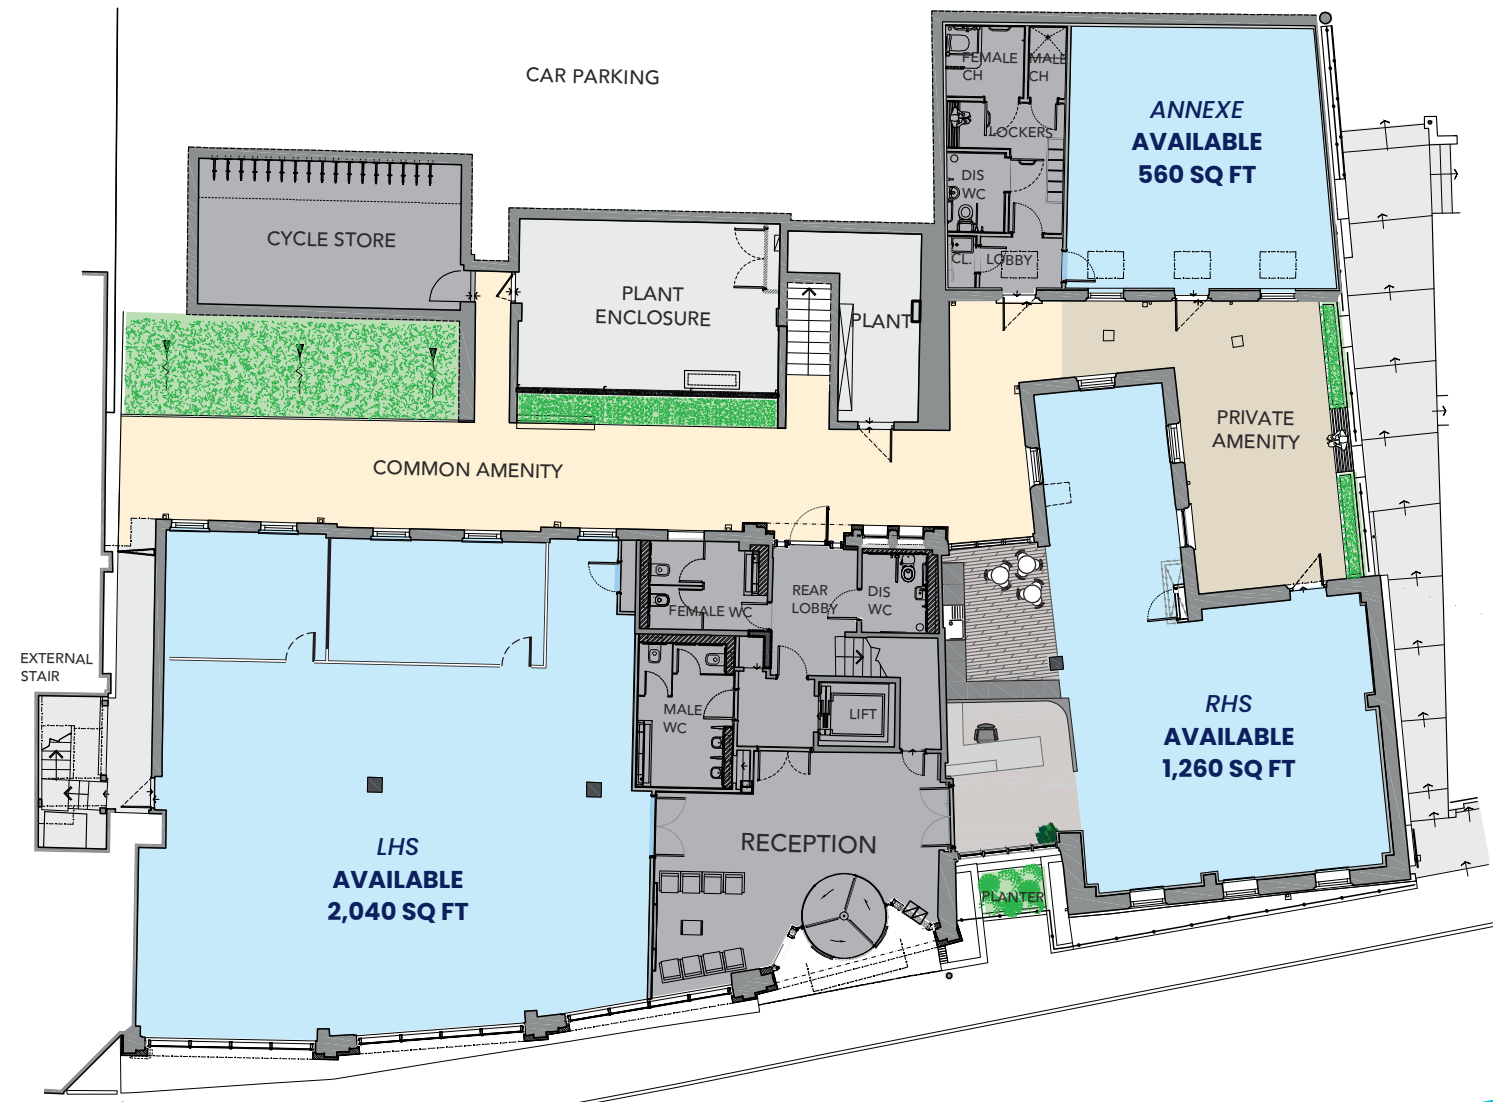 CAR PARKING
FEMALE
CH
MALE
CH
LOCKERS
DIS
WC
CL.
LOBBY
ANNEXE
AVAILABLE
560 SQ FT
CYCLE STORE
PLANT
ENCLOSURE
PLANT
PRIVATE
AMENITY
COMMON AMENITY
REAR
LOBBY
DIS
WC
FEMALE WC
EXTERNAL
STAIR
MALE
WC
LIFT
RHS
AVAILABLE
1,260 SQ FT
RECEPTION
LHS
AVAILABLE
2,040 SQ FT
PLANTER